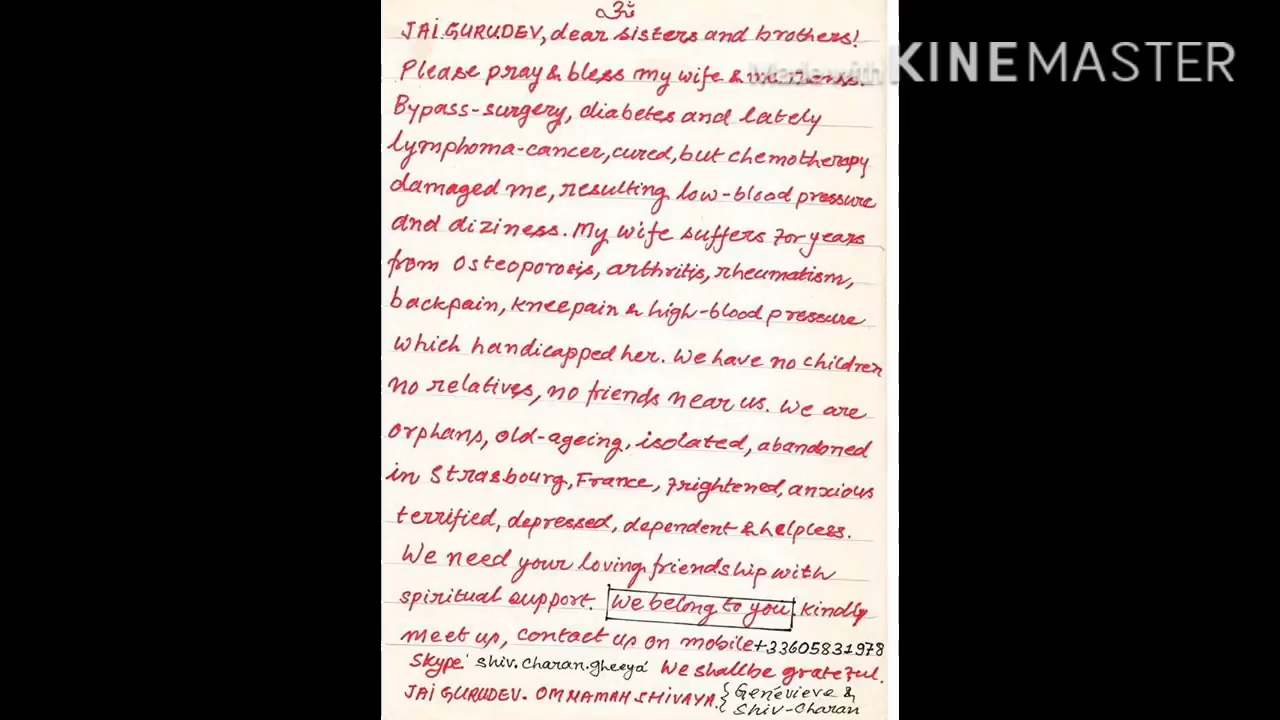 ૐ
JAI GURUDEV, dear sisters and brothers!
Please pray & bless my wife &
Made with KINEMASTER
Bypass-surgery, diabetes and lately
lymphoma-cancer, cured, but chemotherapy
damaged me, resulting low-blood pressure
and diziness. My wife suffers for years
from Osteoporosis, arthritis, rheumatism,
backpain, kneepain & high-blood pressure
which handicapped her. We have no children
no relatives, no friends near us. We are
orphans, old-ageing, isolated, abandoned
in Strasbourg, France, frightened, anxious
terrified, depressed, dependent & helpless.
We need your loving friendship with
spiritual support. We belong to you. Kindly
meet us, contact us on mobile +33605831978
Skype' shiv.charan.gheeya' We shall be grateful.
JAI GURUDEV. OM NAMAH SHIVAYA. { Genevieve &
Shiv-Charan